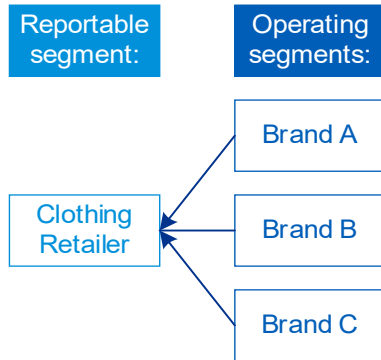 Reportable
segment:
Operating
segments:
Brand A
Clothing
Retailer
Brand B
Brand C